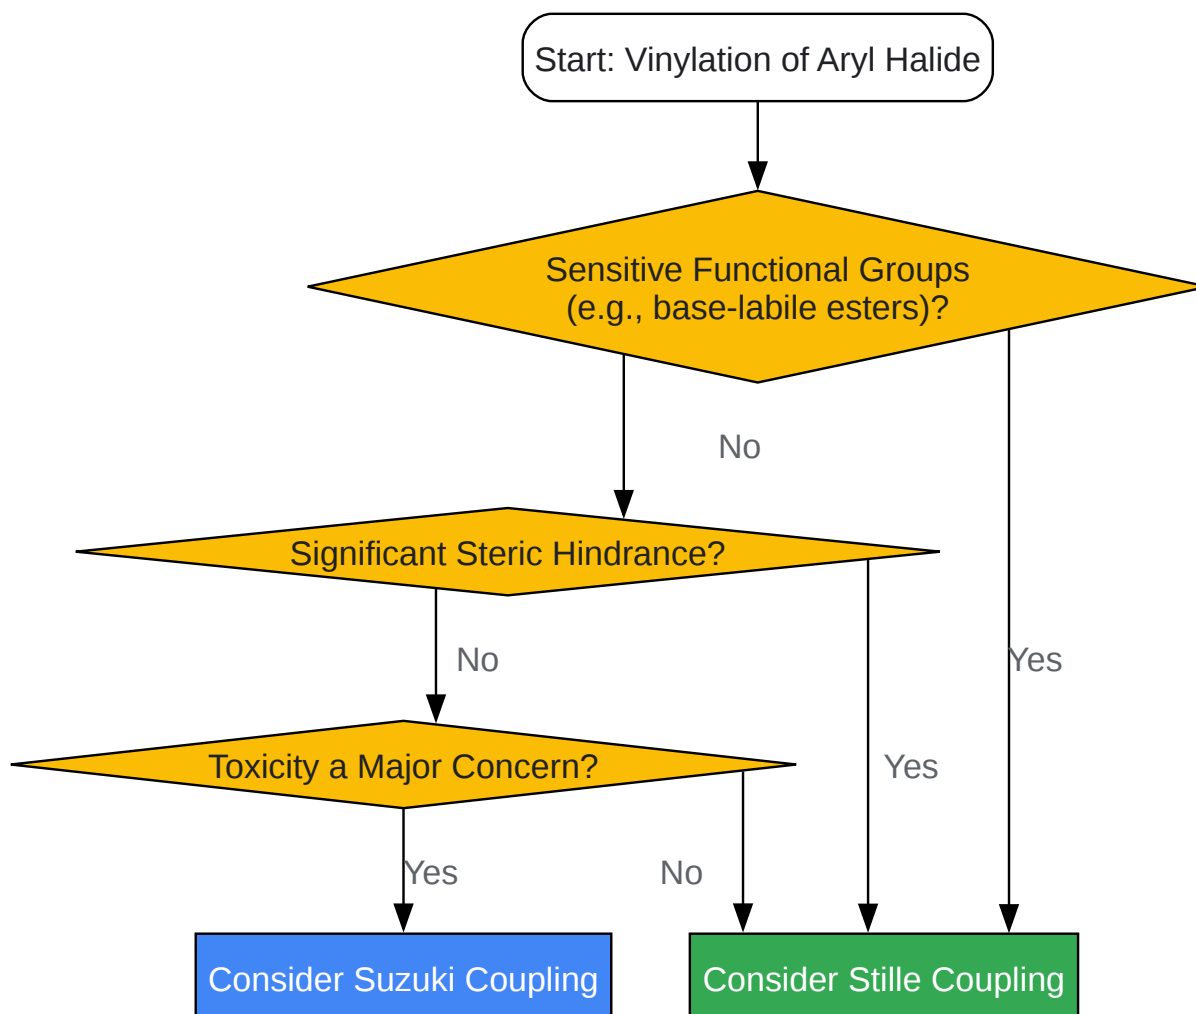 Start: Vinylation of Aryl Halide
Sensitive Functional Groups
(e.g., base-labile esters)?
No
Significant Steric Hindrance?
No
Yes
Toxicity a Major Concern?
Yes
Yes
No
Consider Suzuki Coupling
Consider Stille Coupling